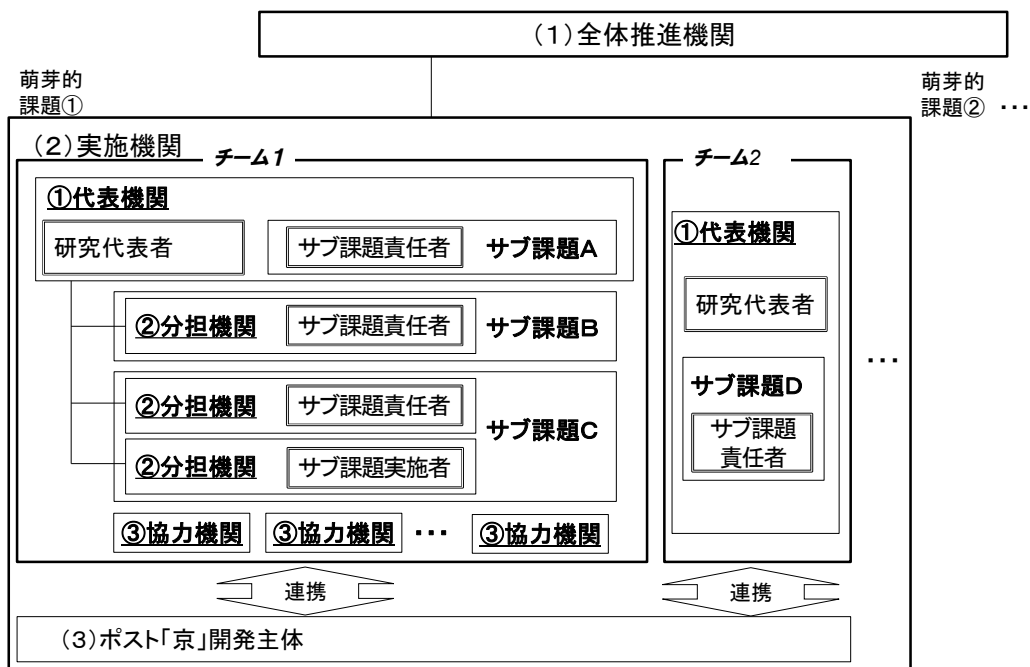 (1)全体推進機関
萌芽的
課題①
萌芽的
課題② ・・・
(2)実施機関
チーム1
①代表機関
研究代表者
サブ課題責任者 サブ課題A
②分担機関 サブ課題責任者 サブ課題B
②分担機関 サブ課題責任者
サブ課題C
②分担機関 サブ課題実施者
③協力機関 ③協力機関 ・・・ ③協力機関
チーム2
①代表機関
研究代表者
サブ課題D
サブ課題
責任者
・・・
連携
連携
(3)ポスト「京」開発主体